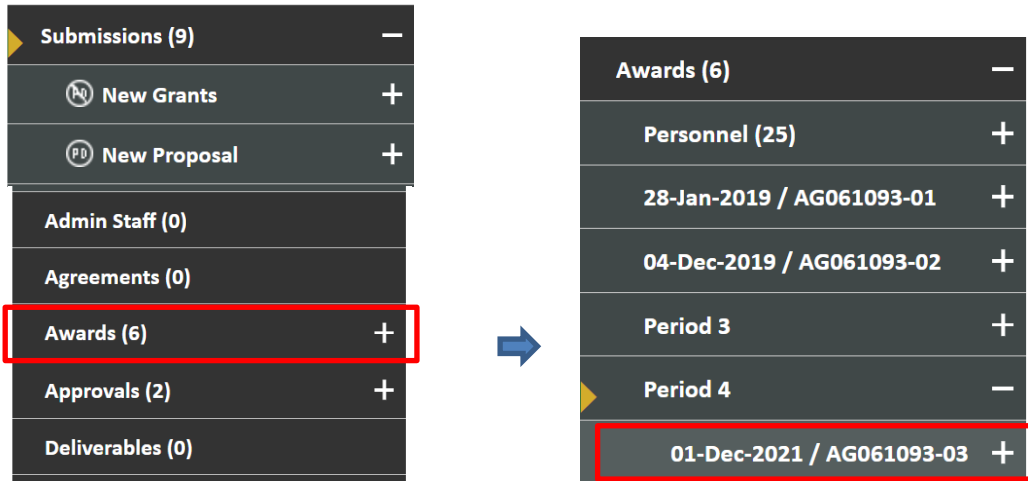 Submissions (9)
New Grants
PD New Proposal
Admin Staff (0)
Agreements (0)
Awards (6)
Approvals (2)
Deliverables (0)
Awards (6)
Personnel (25)
28-Jan-2019 / AG061093-01
04-Dec-2019 / AG061093-02
Period 3
Period 4
01-Dec-2021 / AG061093-03